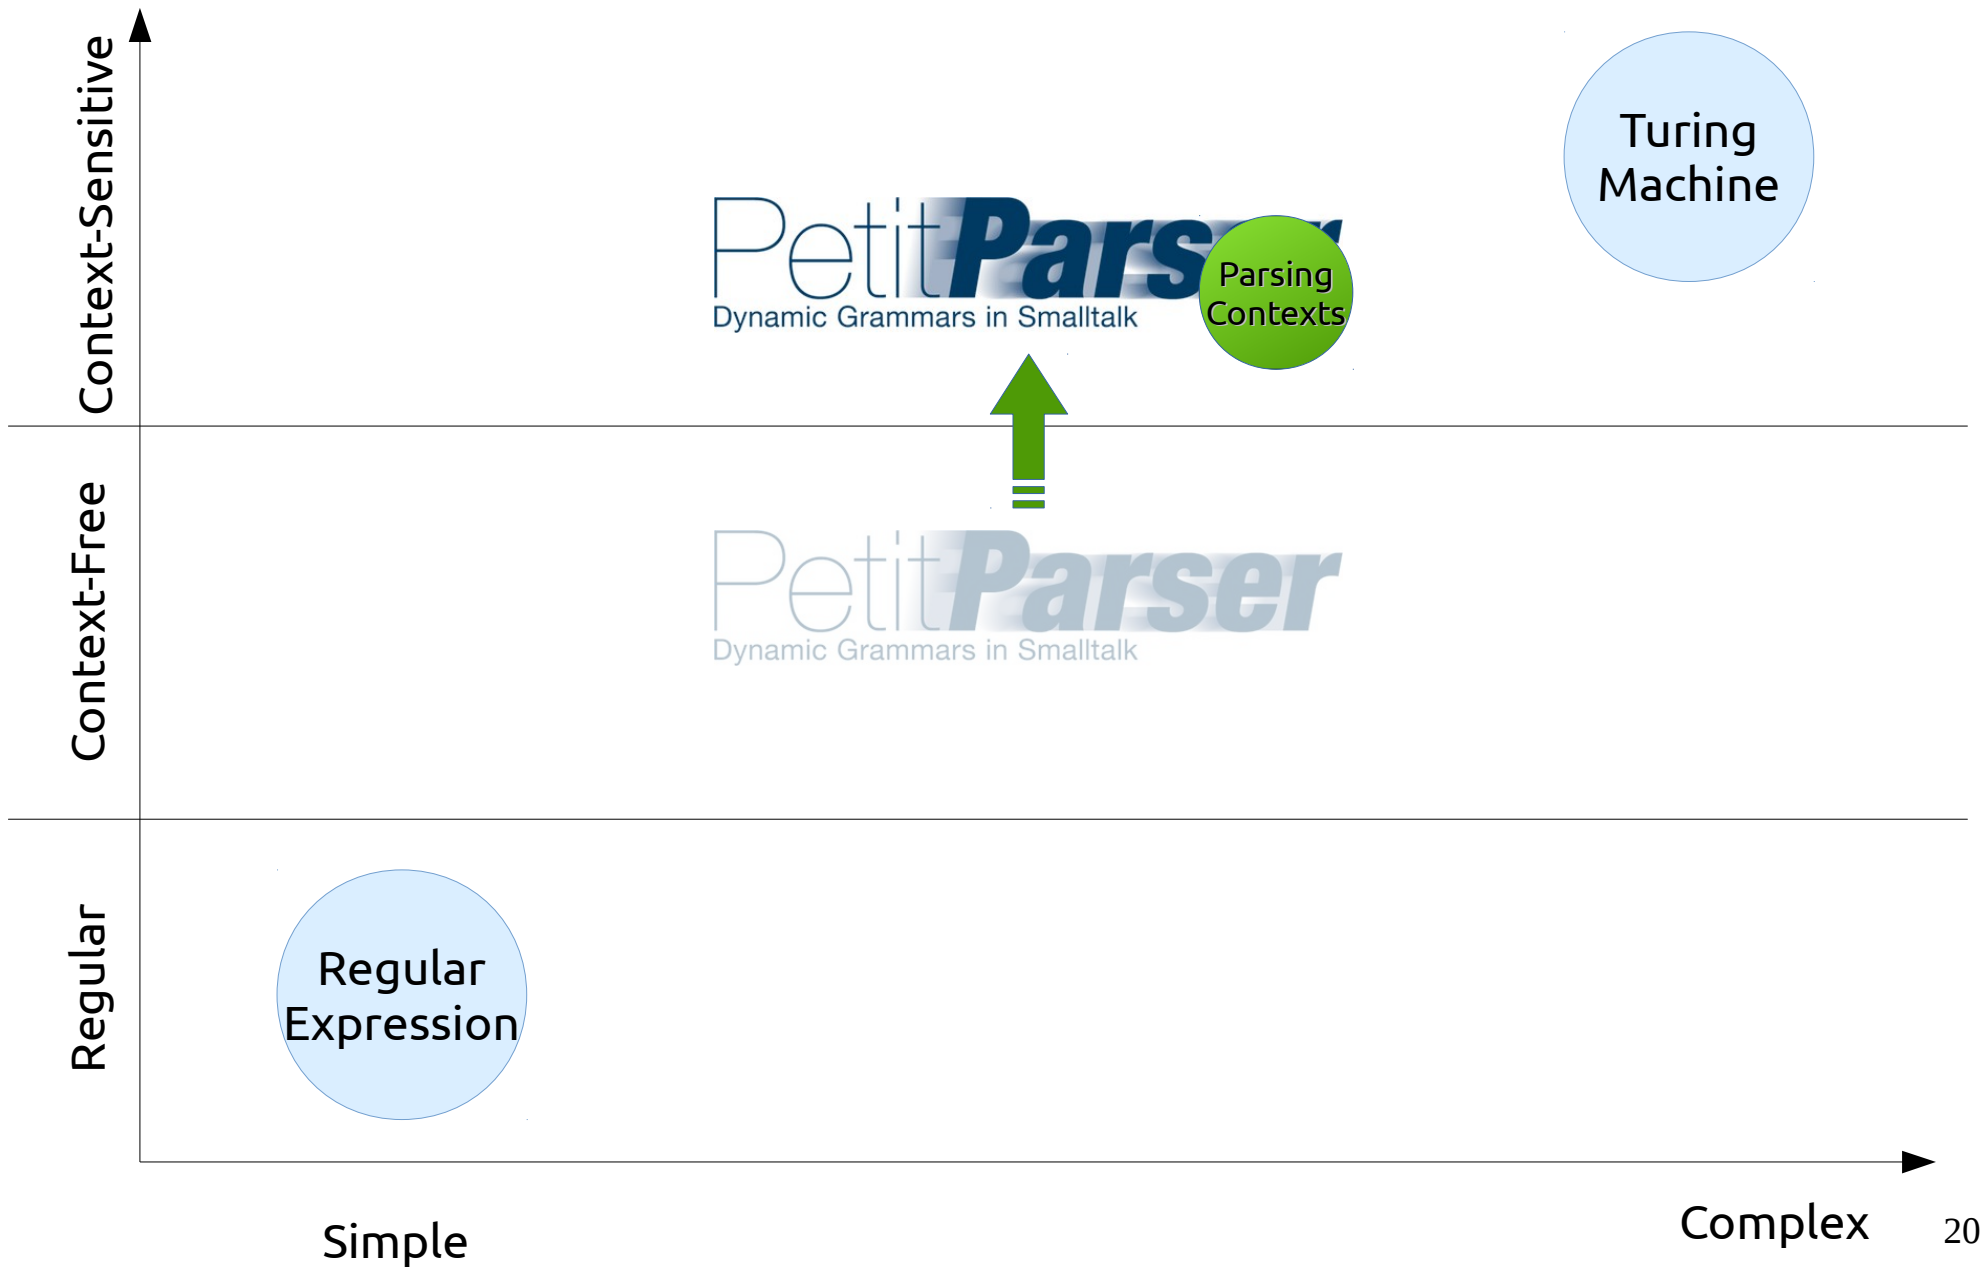 Context-Sensitive
Turing
Machine
PetitParser
Dynamic Grammars in Smalltalk
Parsing
Contexts
Context-Free
PetitParser
Dynamic Grammars in Smalltalk
Regular
Regular
Expression
Simple
Complex
20